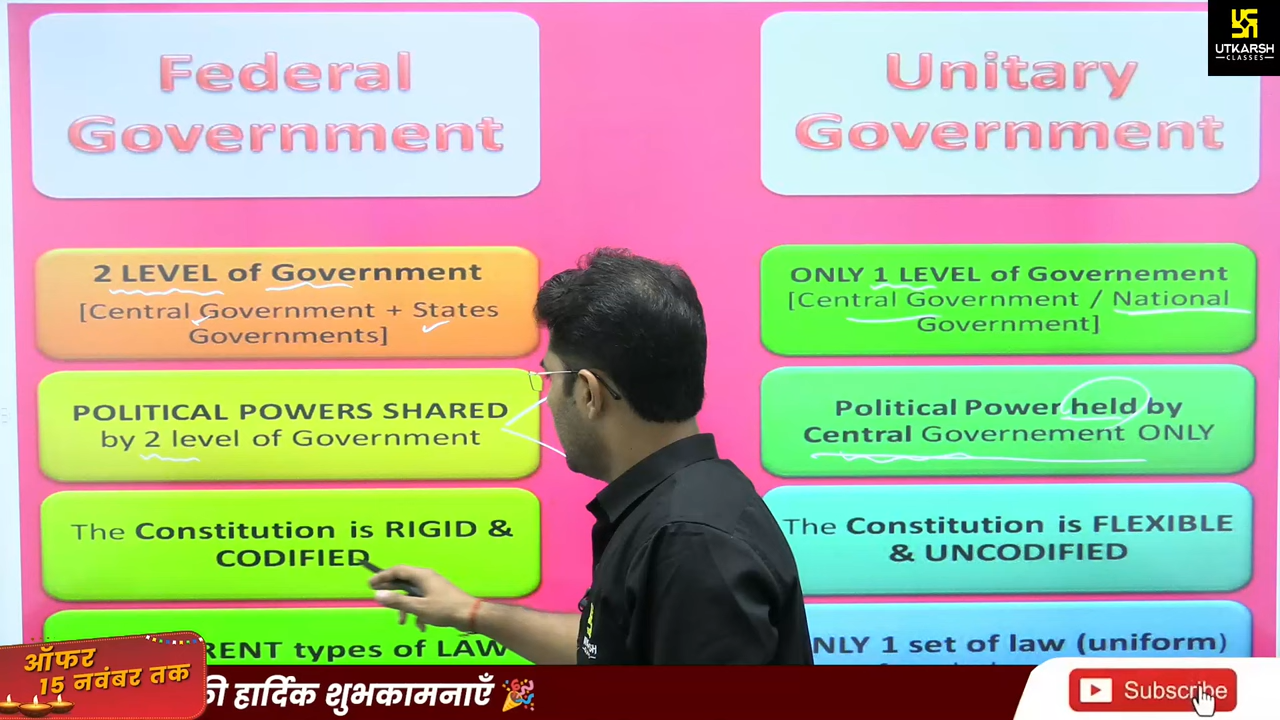 Federal
Government
2 LEVEL of Government
[Central Government + States
Governments]
POLITICAL POWERS SHARED
by 2 level of Government
The Constitution is RIGID &
CODIFIED
types of LAW
Unitary
Government
ONLY 1 LEVEL of Governement
[Central Government / National
Government]
Political Power held by
Central Governement ONLY
The Constitution is FLEXIBLE
& UNCODIFIED
1 set of law (uniform)
UTKARSH
CLASSES
ऑफर
15 नवंबर तक
हार्दिक शुभकामनाएँ
Subscribe